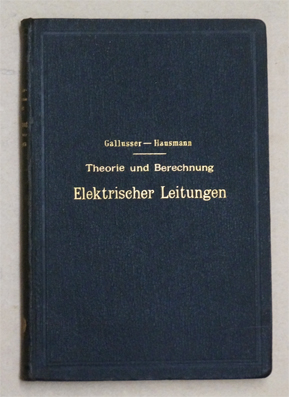 Gallusser — Hausmann
Theorie und Berechnung
Elektrischer Leitungen